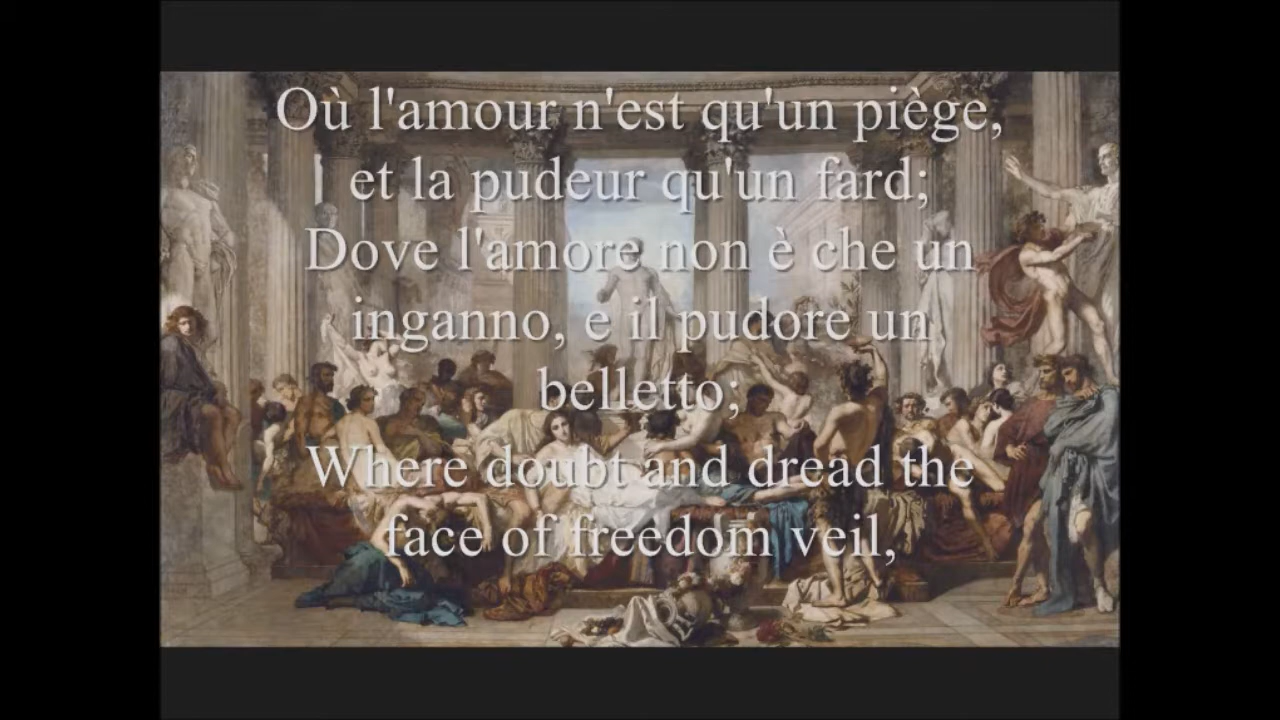 Où l'amour n'est qu'un piège,
et la pudeur qu'un fard;
Dove l'amore non è che un
inganno, e il pudore un
belletto;
Where doubt and dread the
face of freedom veil,